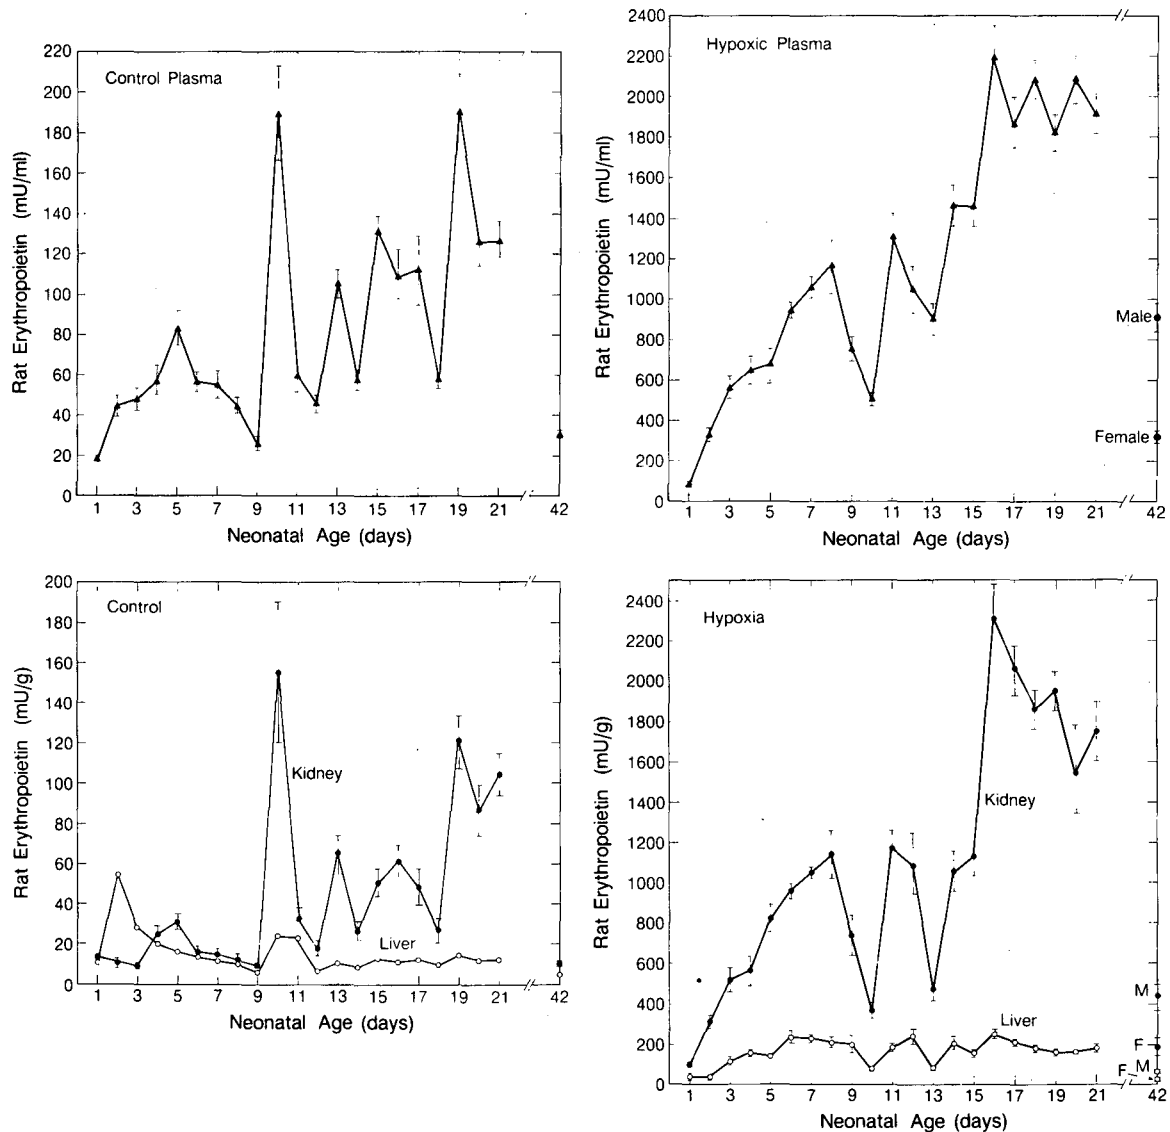 Control Plasma
Rat Erythropoietin (mU/ml)
220
200
180
160
140
120
100
80
60
40
20
0
1 3 5 7 9 11 13 15 17 19 21 42
Neonatal Age (days)
Hypoxic Plasma
Rat Erythropoietin (mU/ml)
2400
2200
2000
1800
1600
1400
1200
1000
800
600
400
200
0
Male
Female
1 3 5 7 9 11 13 15 17 19 21 42
Neonatal Age (days)
Control
Rat Erythropoietin (mU/g)
200
180
160
140
120
100
80
60
40
20
0
Kidney
Liver
1 3 5 7 9 11 13 15 17 19 21 42
Neonatal Age (days)
Hypoxia
Rat Erythropoietin (mU/g)
2400
2200
2000
1800
1600
1400
1200
1000
800
600
400
200
0
Kidney
Liver
M
F
M
F
1 3 5 7 9 11 13 15 17 19 21 42
Neonatal Age (days)